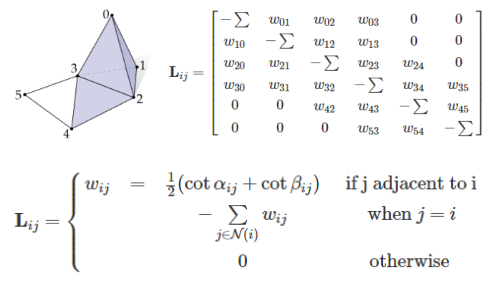 0
1
2
3
4
5
L_{ij} = \begin{bmatrix} -\sum & w_{01} & w_{02} & w_{03} & 0 & 0 \\
w_{10} & -\sum & w_{12} & w_{13} & 0 & 0 \\
w_{20} & w_{21} & -\sum & w_{23} & w_{24} & 0 \\
w_{30} & w_{31} & w_{32} & -\sum & w_{34} & w_{35} \\
0 & 0 & w_{42} & w_{43} & -\sum & w_{45} \\
0 & 0 & 0 & w_{53} & w_{54} & -\sum \end{bmatrix}
L_{ij} = \begin{cases} w_{ij} = \frac{1}{2}(\cot \alpha_{ij} + \cot \beta_{ij}) & \text{if j adjacent to i} \\
-\sum_{j \in \mathcal{N}(i)} w_{ij} & \text{when } j = i \\
0 & \text{otherwise} \end{cases}